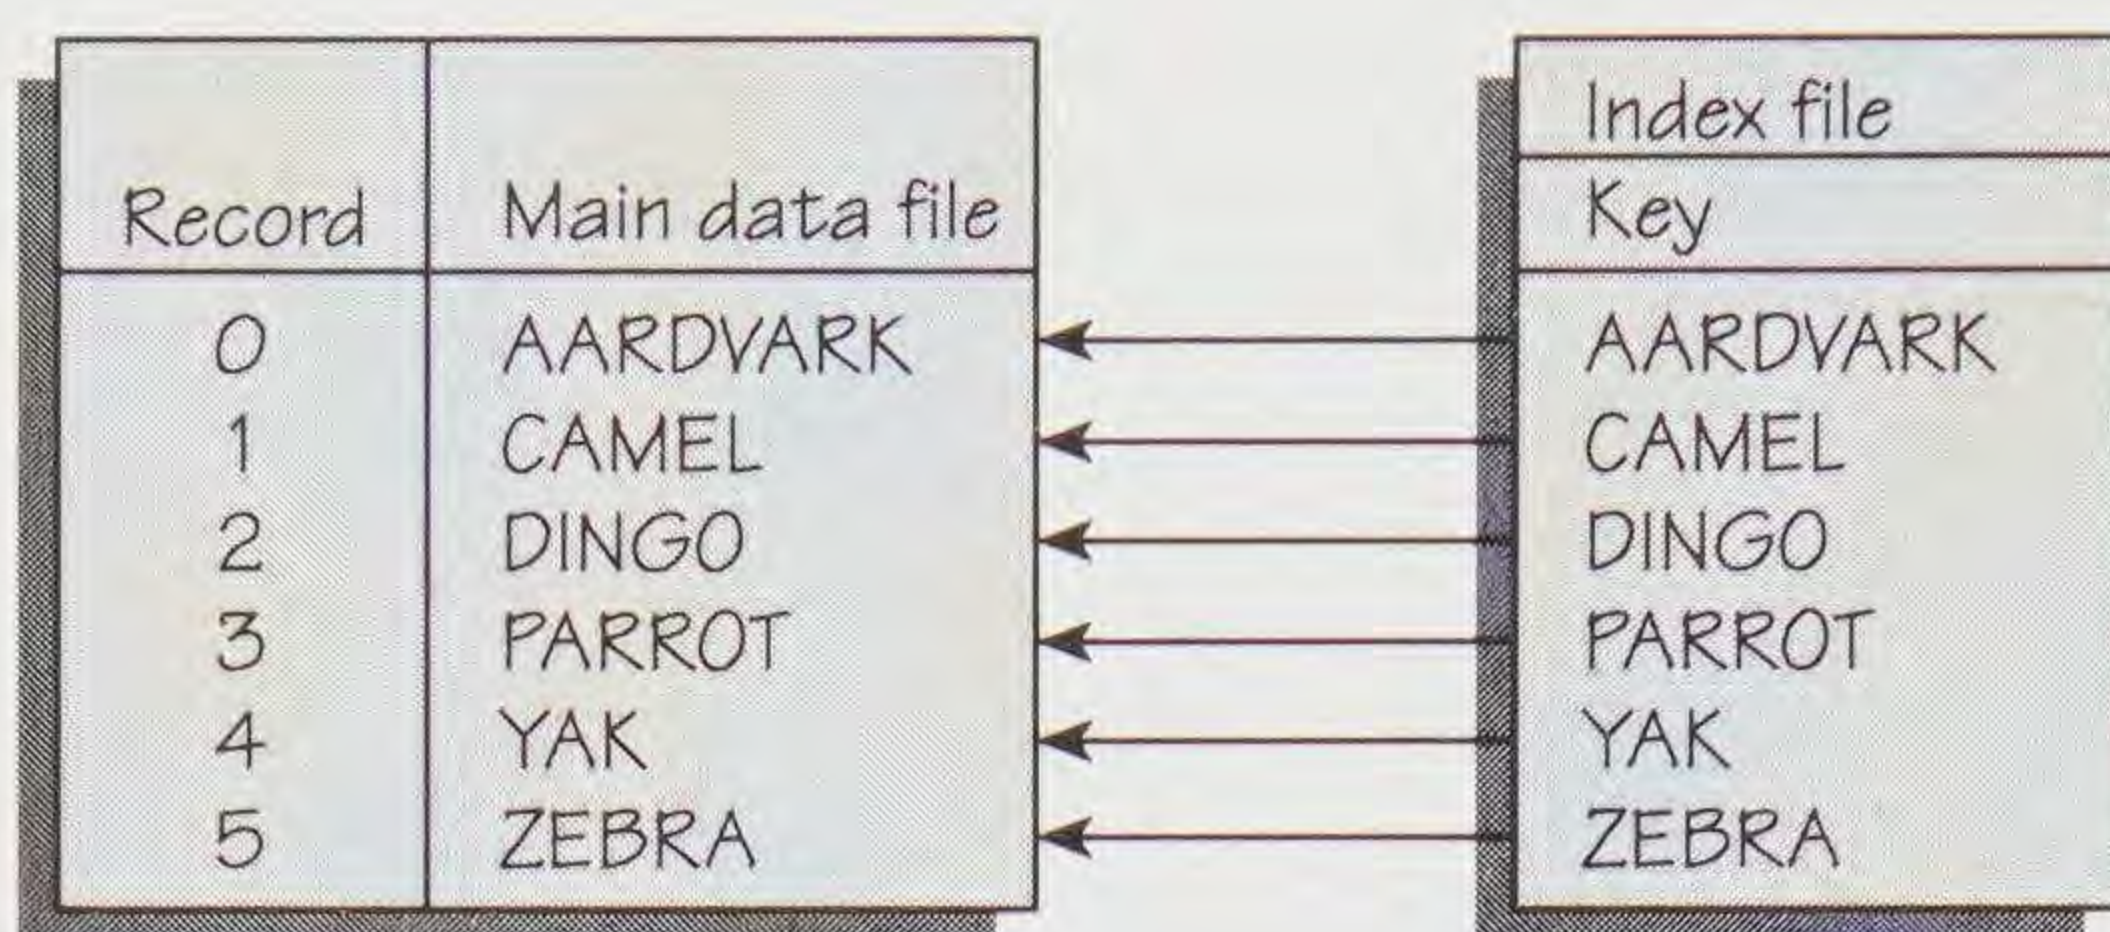 Record Main data file
0 AARDVARK
1 CAMEL
2 DINGO
3 PARROT
4 YAK
5 ZEBRA
Index file
Key
AARDVARK
CAMEL
DINGO
PARROT
YAK
ZEBRA